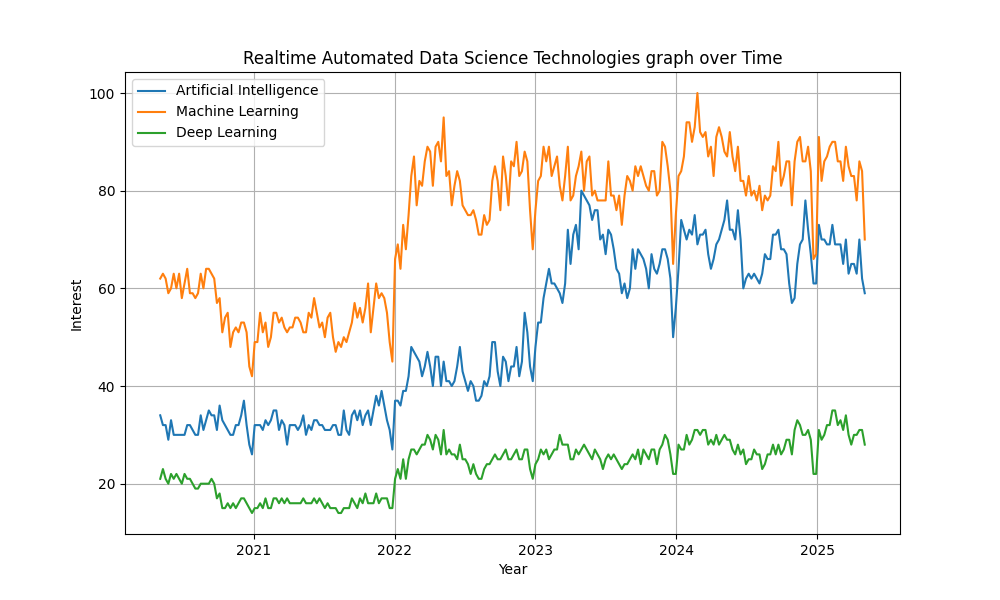 Realtime Automated Data Science Technologies graph over Time
Artificial Intelligence
Machine Learning
Deep Learning
100
80
60
40
20
Interest
2021 2022 2023 2024 2025
Year